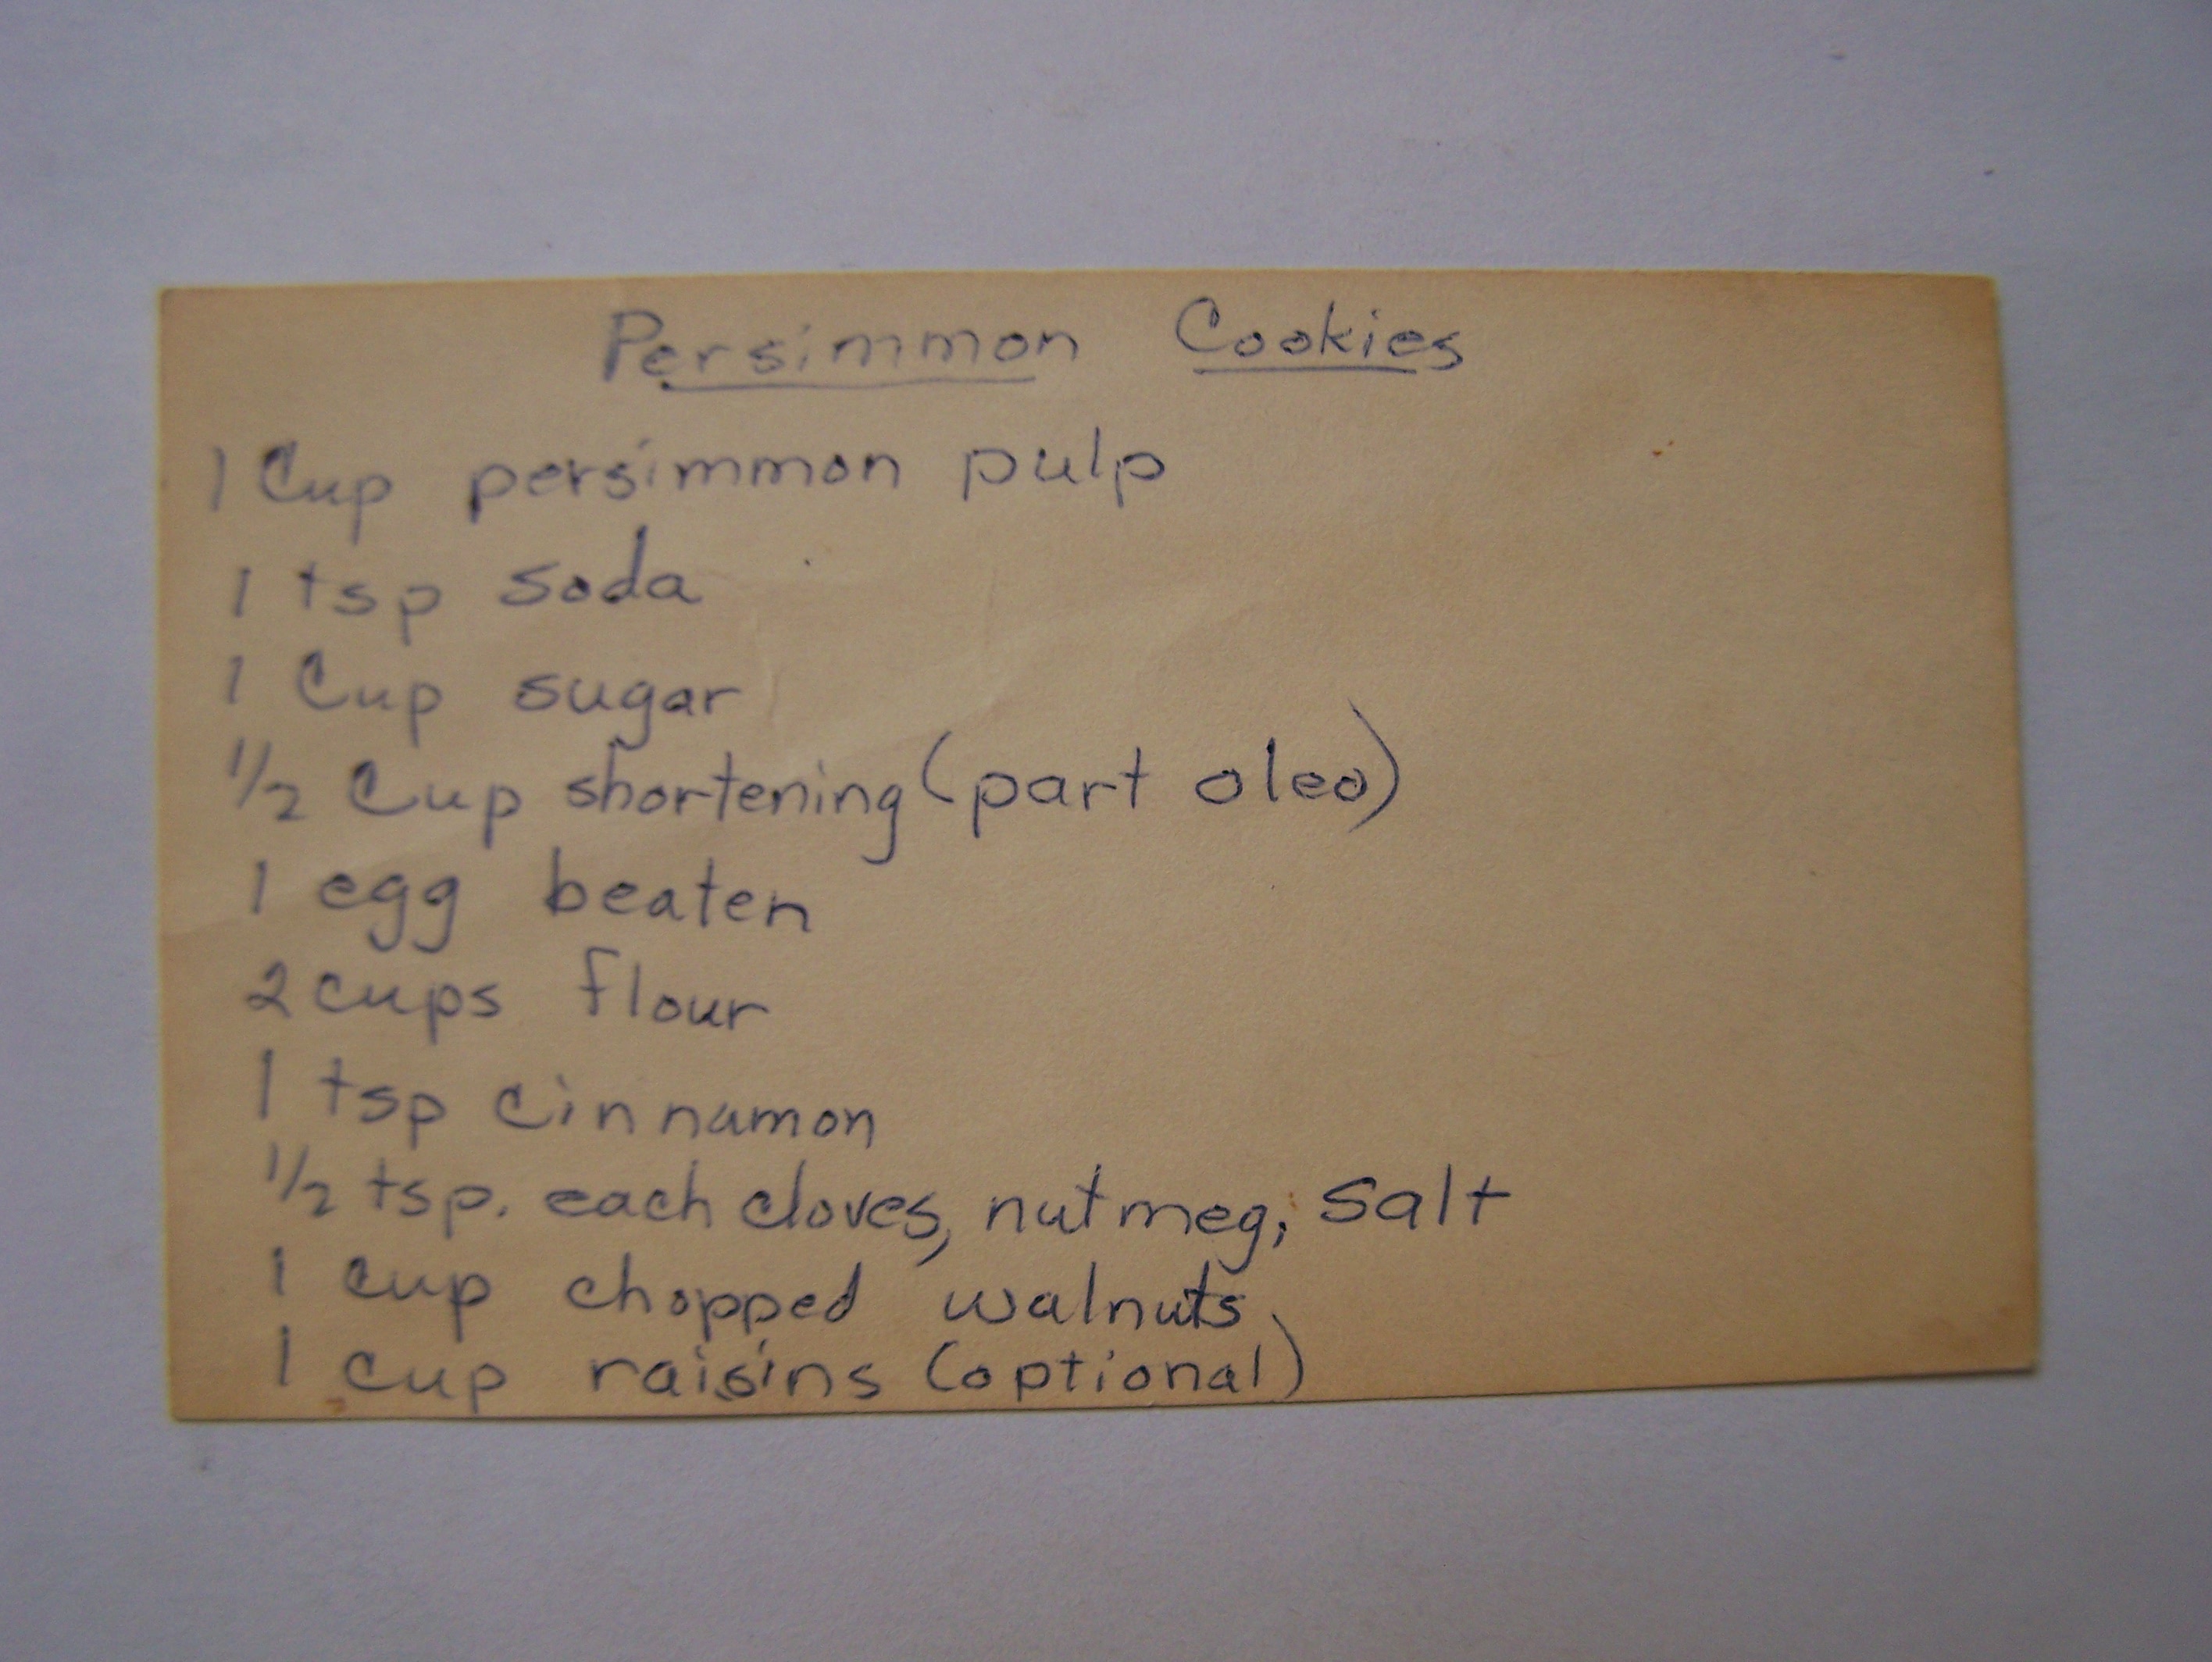 Persimmon Cookies
1 Cup persimmon pulp
1 tsp soda
1 Cup sugar
1/2 Cup shortening (part oleo)
1 egg beaten
2 cups flour
1 tsp cinnamon
1/2 tsp. each cloves, nutmeg, salt
1 cup chopped walnuts
1 cup raisins (optional)